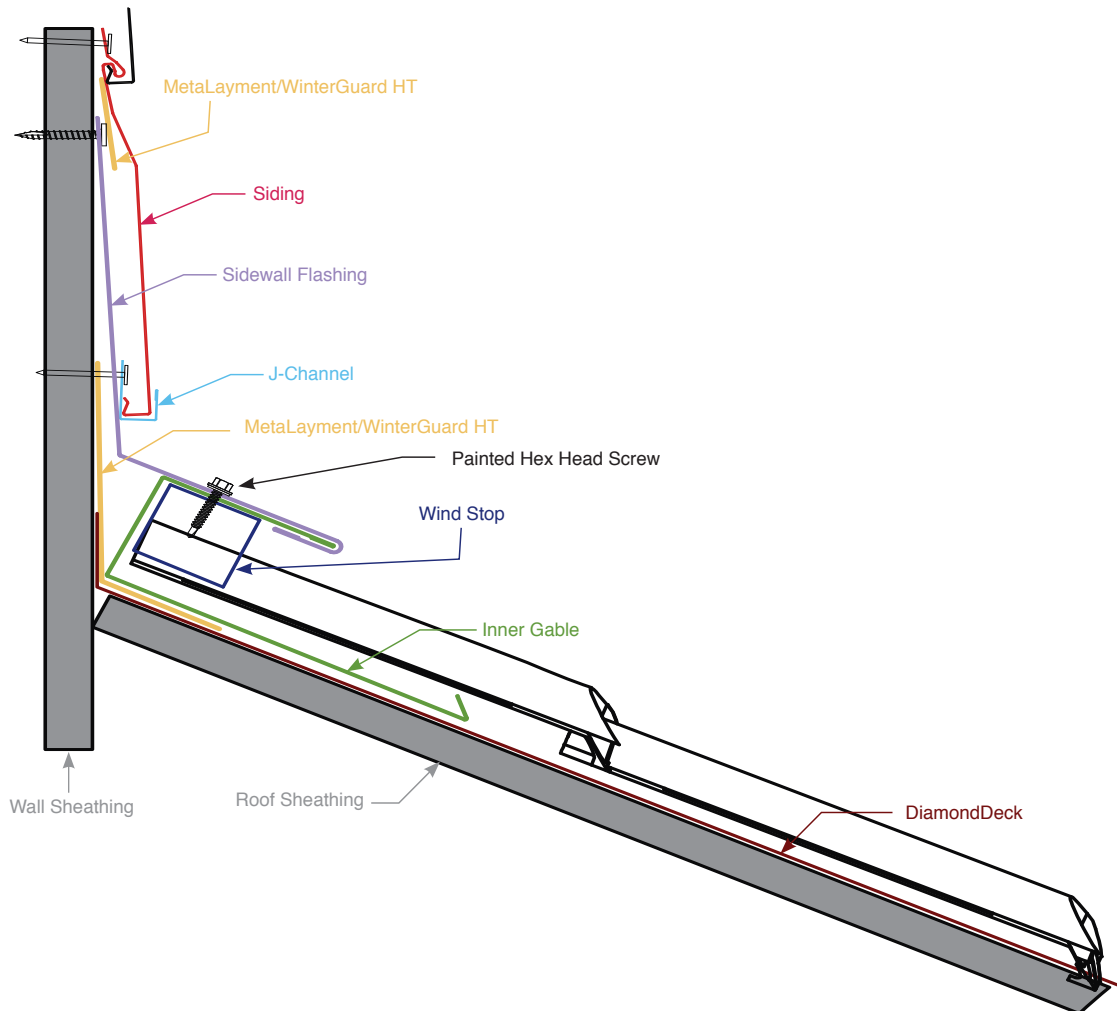 MetaLayment/WinterGuard HT
Siding
Sidewall Flashing
J-Channel
MetaLayment/WinterGuard HT
Painted Hex Head Screw
Wind Stop
Inner Gable
Wall Sheathing
Roof Sheathing
DiamondDeck